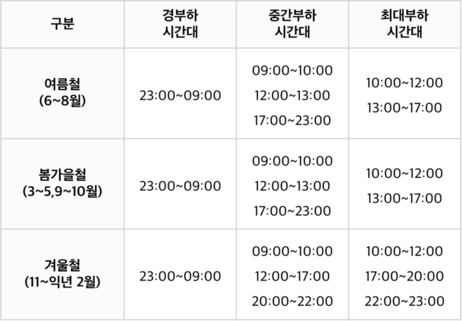 구분
경부하
시간대
중간부하
시간대
최대부하
시간대
여름철
(6~8월)
23:00~09:00
09:00~10:00
12:00~13:00
17:00~23:00
10:00~12:00
13:00~17:00
봄가을철
(3~5,9~10월)
23:00~09:00
09:00~10:00
12:00~13:00
17:00~23:00
10:00~12:00
13:00~17:00
겨울철
(11~익년 2월)
23:00~09:00
09:00~10:00
12:00~17:00
20:00~22:00
10:00~12:00
17:00~20:00
22:00~23:00